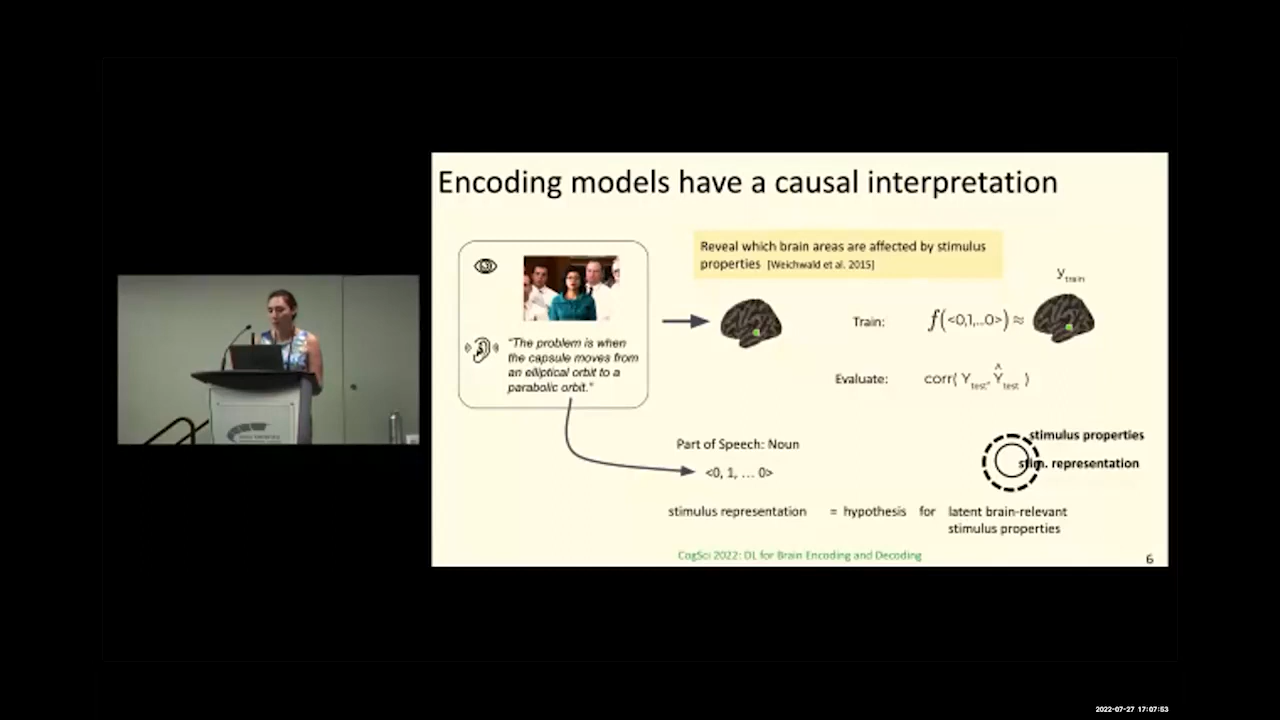 Encoding models have a causal interpretation
Reveal which brain areas are affected by stimulus
properties [Weichwald et al. 2015]
"The problem is when
the capsule moves from
an elliptical orbit to a
parabolic orbit."
Ytrain
Train: f(<0,1,...0>) ≈
Evaluate: corr( Ytest, Ŷtest )
Part of Speech: Noun
<0, 1, ... 0>
stimulus properties
stim. representation
stimulus representation = hypothesis for latent brain-relevant
stimulus properties
CogSci 2022: DL for Brain Encoding and Decoding
6
2022-07-27 17:07:53